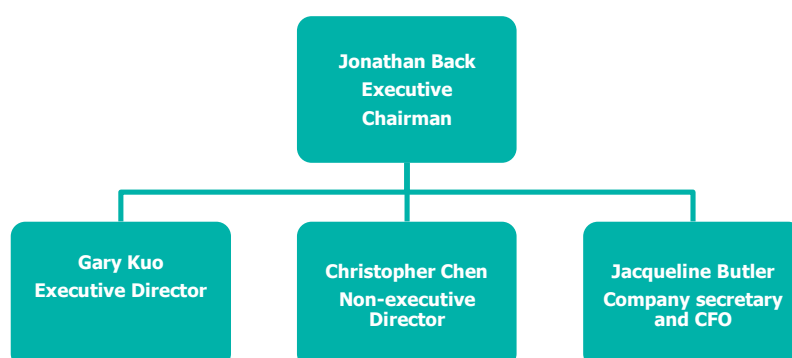 Jonathan Back
Executive
Chairman
Gary Kuo
Executive Director
Christopher Chen
Non-executive
Director
Jacqueline Butler
Company secretary
and CFO